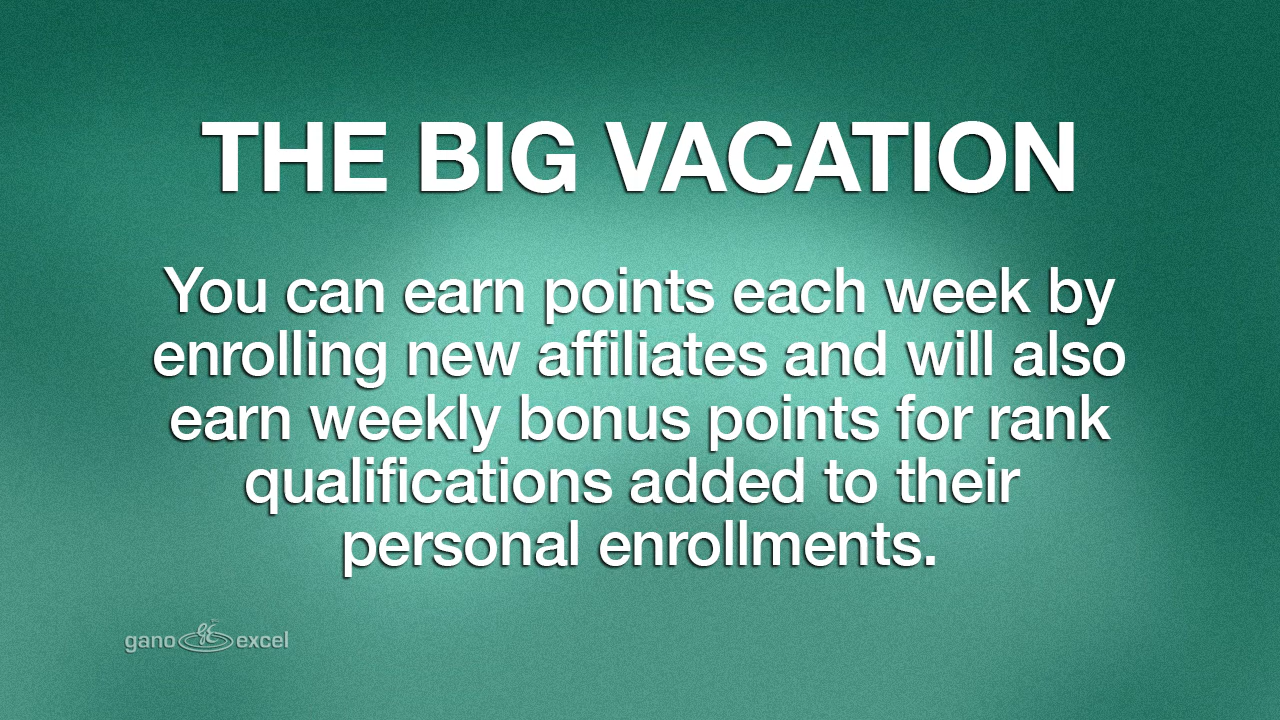 THE BIG VACATION
You can earn points each week by
enrolling new affiliates and will also
earn weekly bonus points for rank
qualifications added to their
personal enrollments.
gano excel